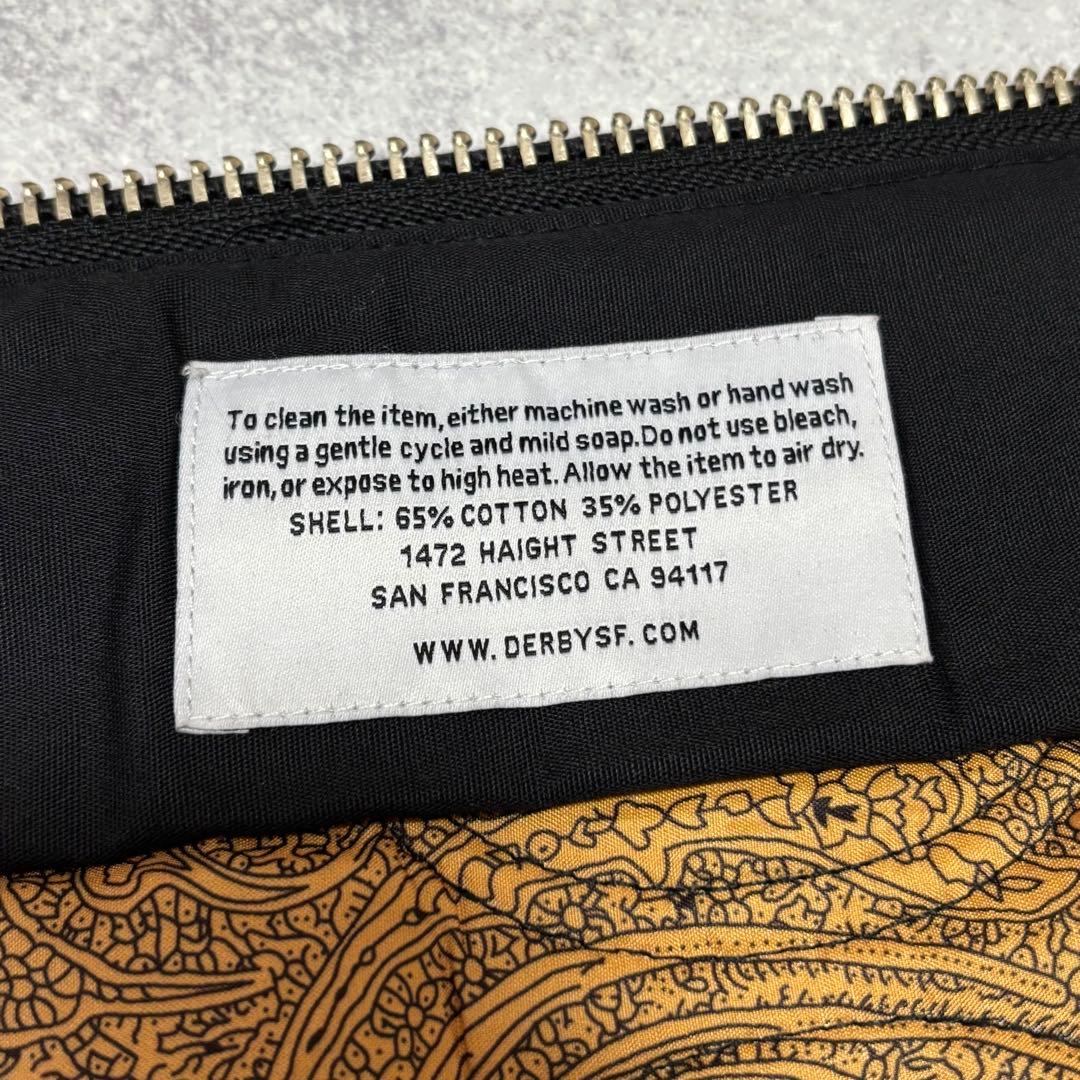 To clean the item, either machine wash or hand wash
using a gentle cycle and mild soap. Do not use bleach,
iron, or expose to high heat. Allow the item to air dry.
SHELL: 65% COTTON 35% POLYESTER
1472 HAIGHT STREET
SAN FRANCISCO CA 94117
WWW.DERBYSF.COM